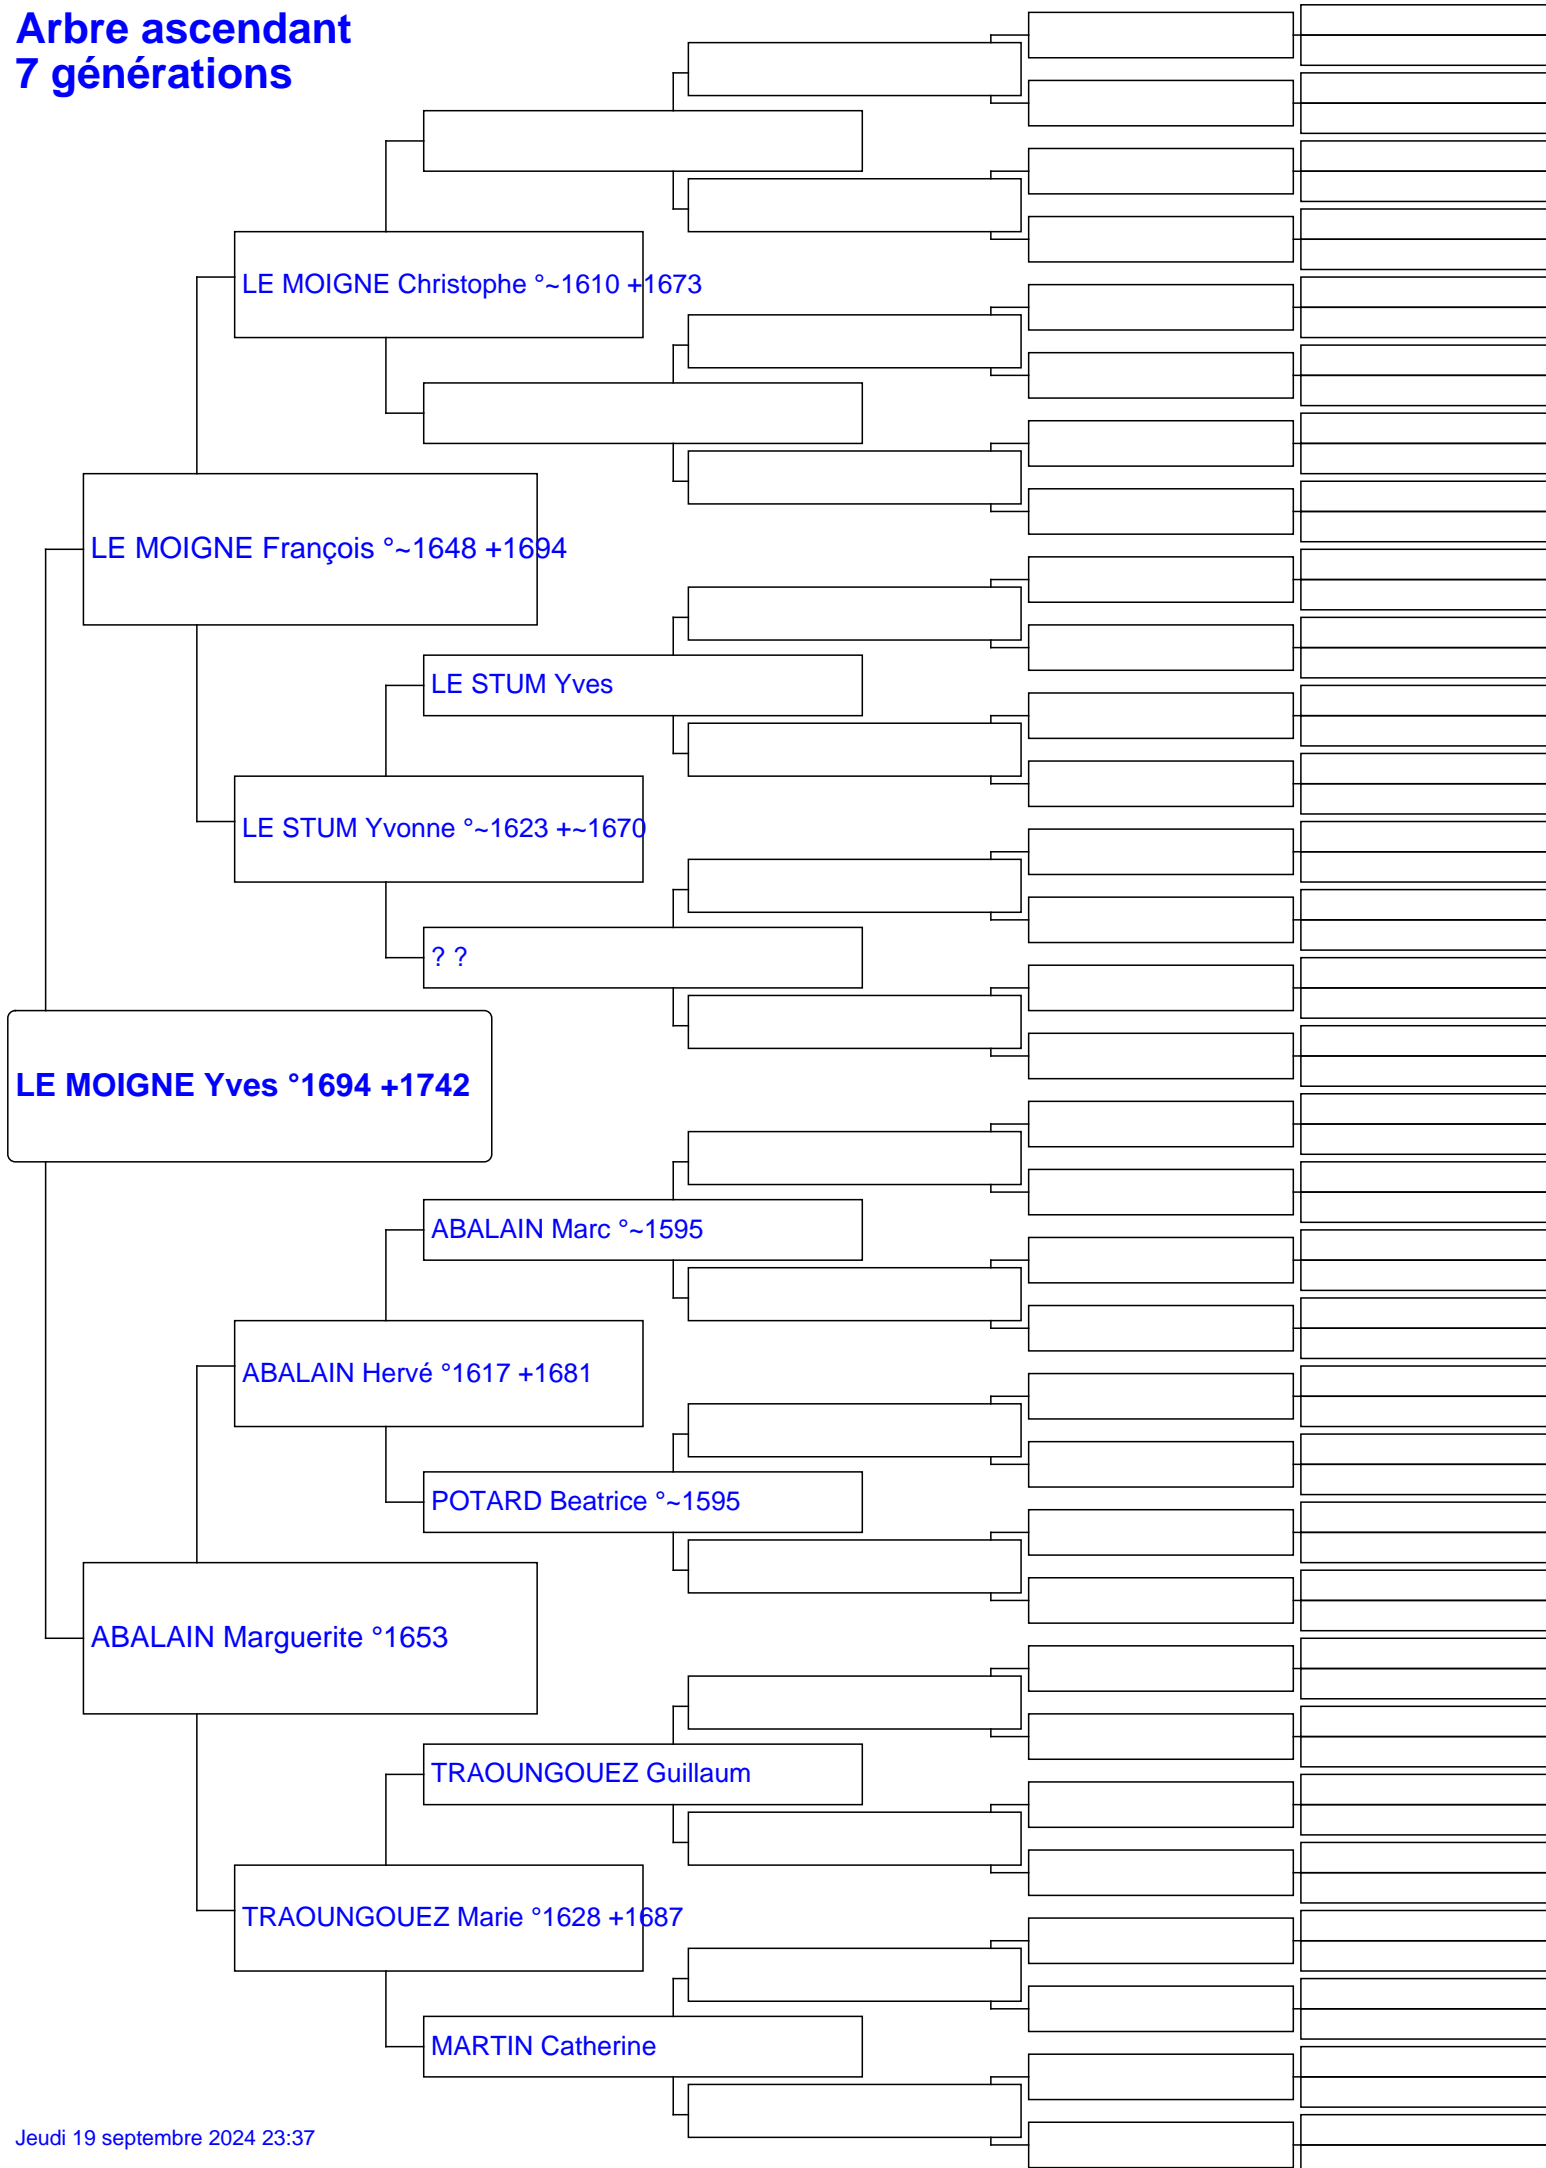 Arbre ascendant
7 générations
LE MOIGNE Christophe °~1610 +1673
LE MOIGNE François °~1648 +1694
LE STUM Yves
LE STUM Yvonne °~1623 +~1670
? ?
LE MOIGNE Yves °1694 +1742
ABALAIN Marc °~1595
ABALAIN Hervé °1617 +1681
POTARD Beatrice °~1595
ABALAIN Marguerite °1653
TRAOUNGOUEZ Guillaum
TRAOUNGOUEZ Marie °1628 +1687
MARTIN Catherine
Jeudi 19 septembre 2024 23:37